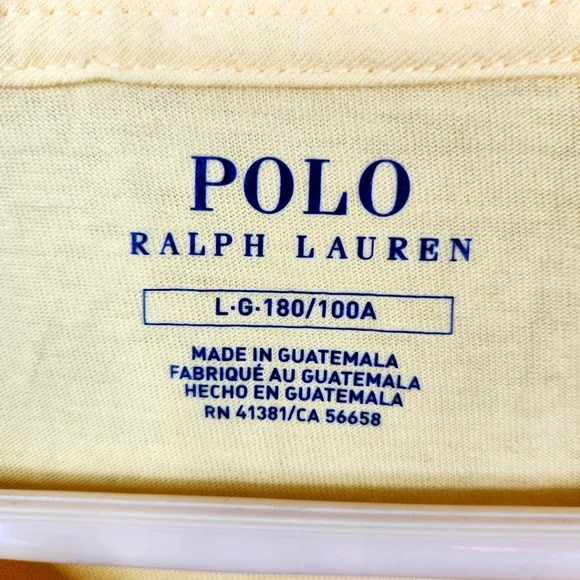 POLO
RALPH LAUREN
L·G·180/100A
MADE IN GUATEMALA
FABRIQUÉ AU GUATEMALA
HECHO EN GUATEMALA
RN 41381/CA 56658